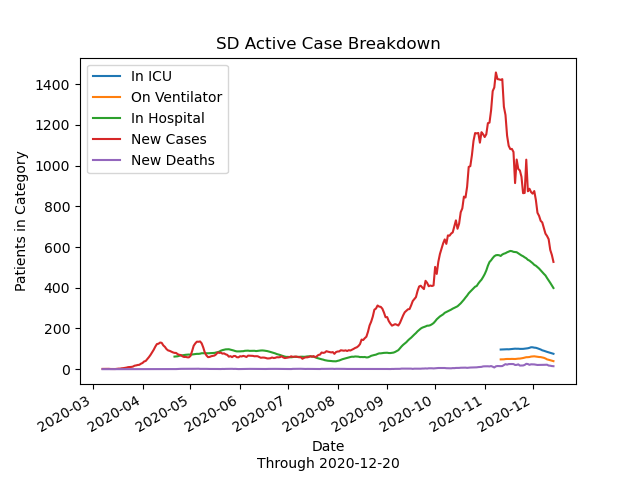 SD Active Case Breakdown
In ICU
On Ventilator
In Hospital
New Cases
New Deaths
1400
1200
1000
800
600
400
200
0
Patients in Category
2020-03
2020-04
2020-05
2020-06
2020-07
2020-08
2020-09
2020-10
2020-11
2020-12
Date
Through 2020-12-20